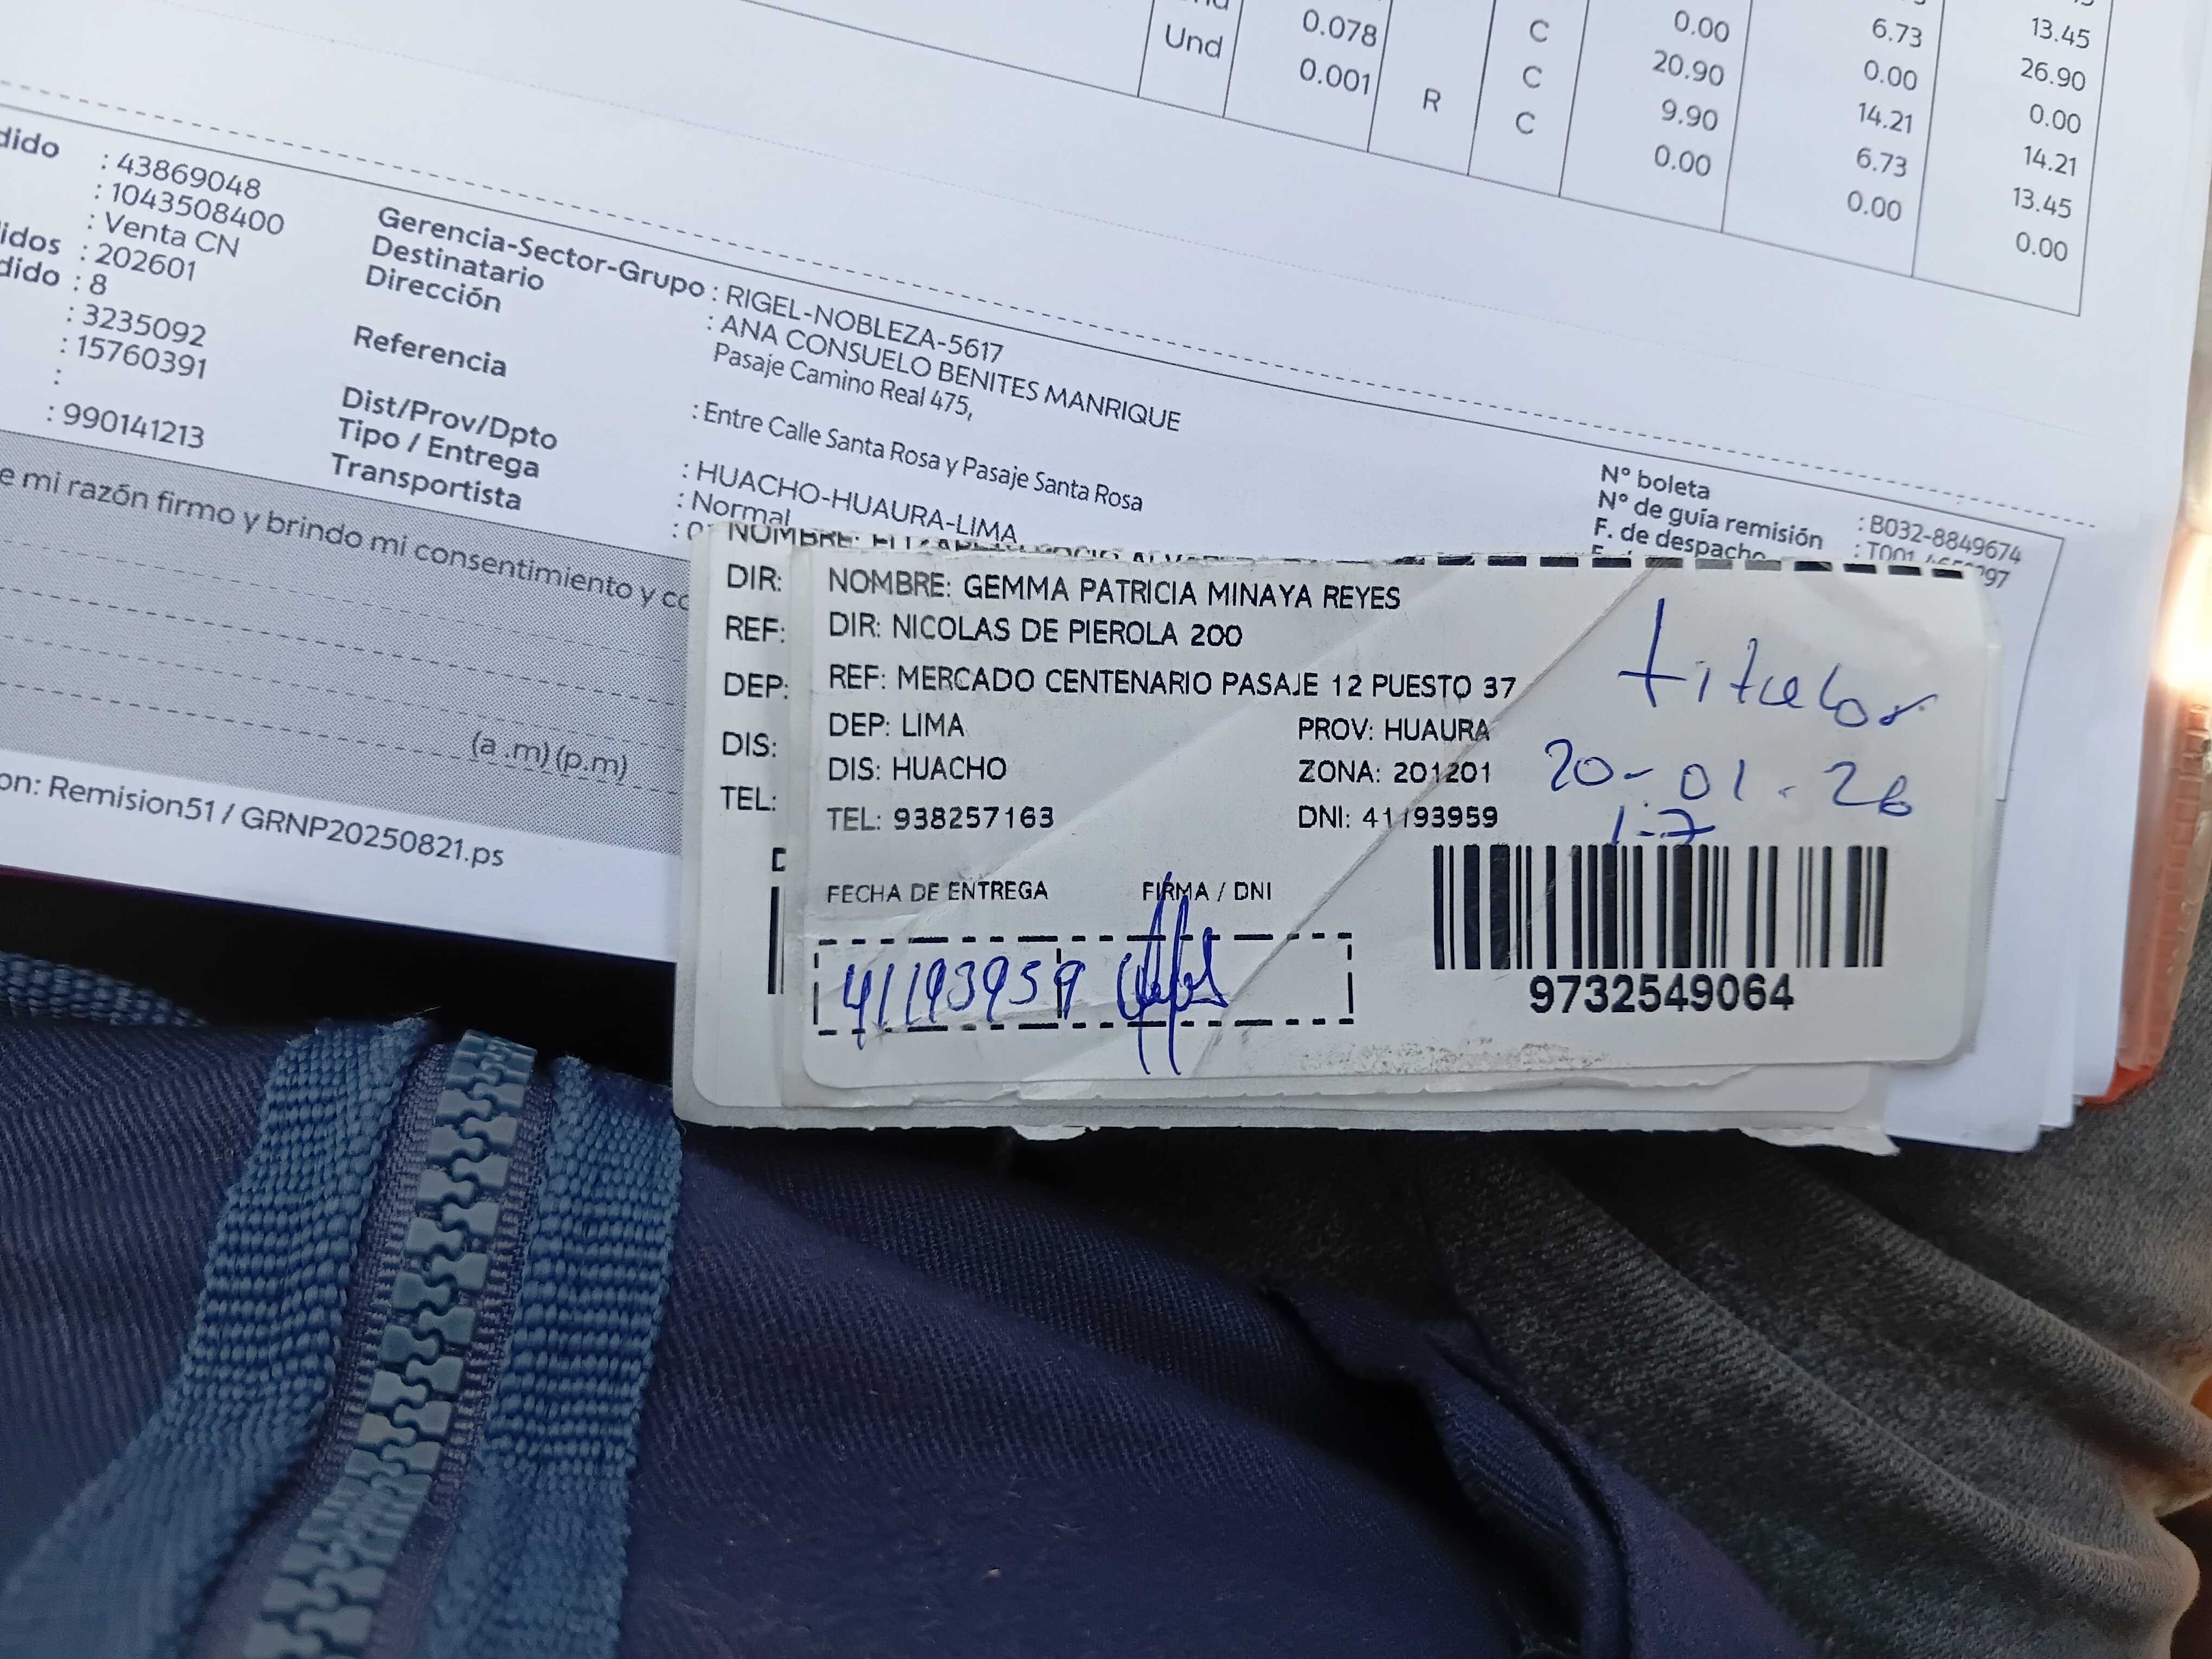 Und
0.078
0.001
R
C
C
C
0.00
20.90
9.90
0.00
6.73
0.00
14.21
6.73
0.00
13.45
26.90
0.00
14.21
13.45
0.00
: 43869048
: 1043508400
: Venta CN
: 202601
: 8
: 3235092
: 15760391
:
: 990141213
Gerencia-Sector-Grupo : RIGEL-NOBLEZA-5617
Destinatario : ANA CONSUELO BENITES MANRIQUE
Dirección Pasaje Camino Real 475,
Referencia : Entre Calle Santa Rosa y Pasaje Santa Rosa
Dist/Prov/Dpto : HUACHO-HUAURA-LIMA
Tipo / Entrega : Normal
Transportista
N° boleta : B032-8849674
N° de guía remisión
F. de despacho
mi razón firmo y brindo mi consentimiento y
(a .m) (p.m)
Remision51 / GRNP20250821.ps
NOMBRE:
DIR:
REF:
DEP:
DIS:
TEL:
NOMBRE: GEMMA PATRICIA MINAYA REYES
DIR: NICOLAS DE PIEROLA 200
REF: MERCADO CENTENARIO PASAJE 12 PUESTO 37
DEP: LIMA PROV: HUAURA
DIS: HUACHO ZONA: 201201
TEL: 938257163 DNI: 41193959
titular
20-01-26
1-7
FECHA DE ENTREGA FIRMA / DNI
41193959
9732549064